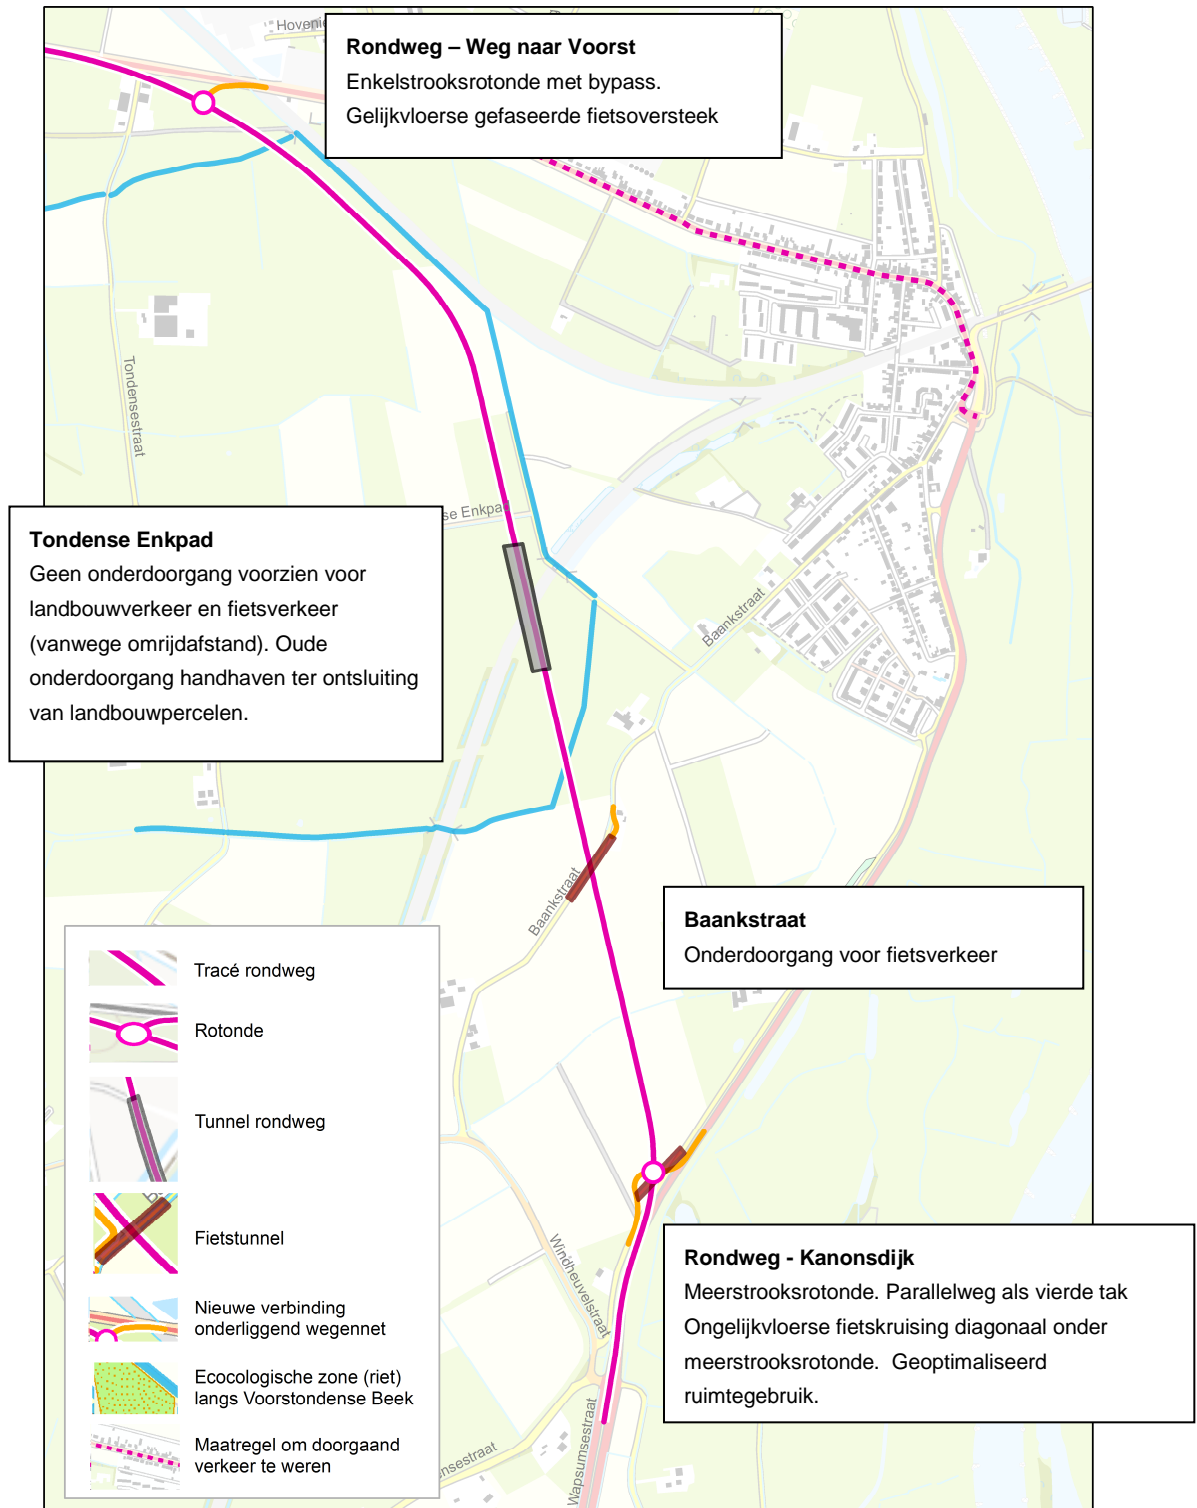 Hovenie
Rondweg – Weg naar Voorst
Enkelstrooksrotonde met bypass.
Gelijkvloerse gefaseerde fietsoversteek
Tondensestraat
se Enkpad
Tondense Enkpad
Geen onderdoorgang voorzien voor
landbouwverkeer en fietsverkeer
(vanwege omrijdafstand). Oude
onderdoorgang handhaven ter ontsluiting
van landbouwpercelen.
Baankstraat
Baankstraat
Baankstraat
Onderdoorgang voor fietsverkeer
Tracé rondweg
Rotonde
Tunnel rondweg
Fietstunnel
Nieuwe verbinding
onderliggend wegennet
Ecocologische zone (riet)
langs Voorstondense Beek
Maatregel om doorgaand
verkeer te weren
Windheuvelstraat
Rondweg - Kanonsdijk
Meerstrooksrotonde. Parallelweg als vierde tak
Ongelijkvloerse fietskruising diagonaal onder
meerstrooksrotonde.  Geoptimaliseerd
ruimtegebruik.
nsestraat
Wapsumsestraat